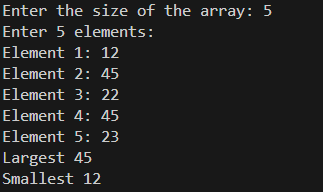 Enter the size of the array: 5
Enter 5 elements:
Element 1: 12
Element 2: 45
Element 3: 22
Element 4: 45
Element 5: 23
Largest 45
Smallest 12